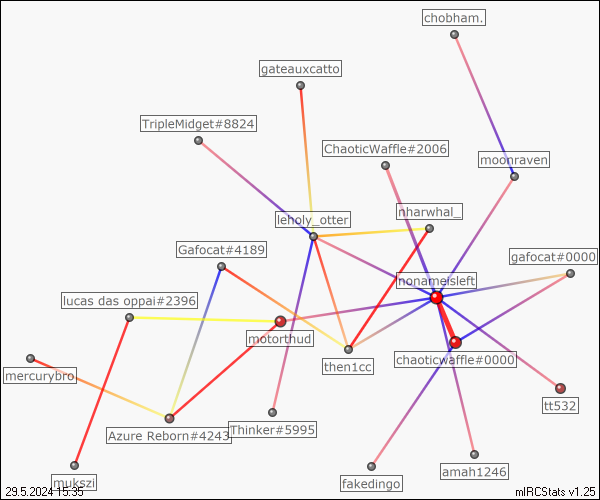 chobham.
gateauxcatto
TripleMidget#8824
ChaoticWaffle#2006
moonraven
nharwhal_
leholy_otter
Gafocat#4189
gafocat#0000
nonameisleft
lucas das oppai#2396
motorthud
chaoticwaffle#0000
then1cc
mercurybro
tt532
Azure Reborn#4243
Thinker#5995
amah1246
mukszi
fakedingo
29.5.2024 15:35
mIRCStats v1.25